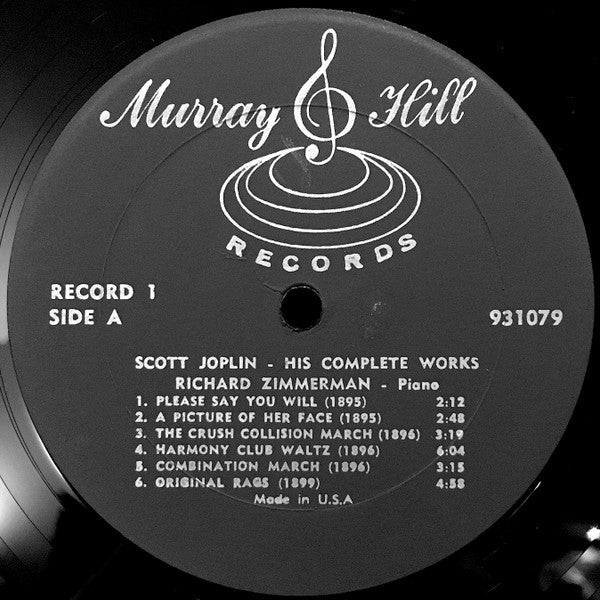 Murray Hill
RECORDS
RECORD 1
SIDE A 931079
SCOTT JOPLIN - HIS COMPLETE WORKS
RICHARD ZIMMERMAN - Piano
1. PLEASE SAY YOU WILL (1895) 2:12
2. A PICTURE OF HER FACE (1895) 2:48
3. THE CRUSH COLLISION MARCH (1896) 3:19
4. HARMONY CLUB WALTZ (1896) 6:04
5. COMBINATION MARCH (1896) 3:15
6. ORIGINAL RAGS (1899) 4:58
Made in U.S.A